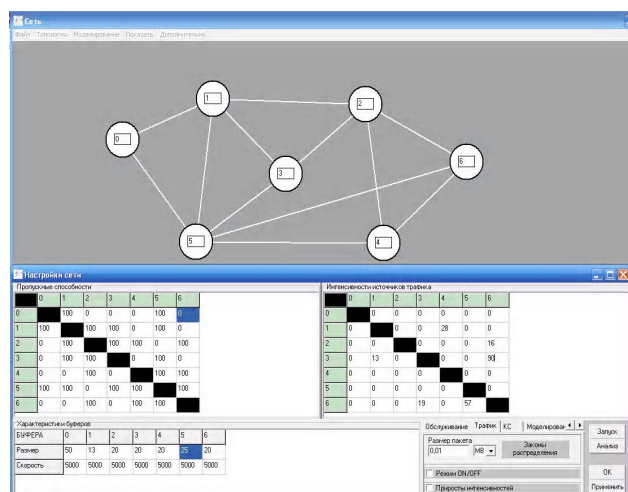 Сеть
Файл Топологии Моделирование Показать Дополнительно
1
2
0
6
3
5
4
Настройки сети
Пропускные способности
0 1 2 3 4 5 6
0 100 0 0 0 100 0
1 100 100 100 0 100 0
2 0 100 100 100 0 100
3 0 100 100 0 100 0
4 0 0 100 0 100 100
5 100 100 0 100 100 100
6 0 0 100 0 100 100
Интенсивности источников трафика
0 1 2 3 4 5 6
0 0 0 0 0 0 0
1 0 0 0 28 0 0
2 0 0 0 0 0 16
3 0 13 0 0 0 90
4 0 0 0 0 0 0
5 0 0 0 0 0 0
6 0 0 0 19 0 57
Характеристики буферов
БУФЕРА 0 1 2 3 4 5 6
Размер 50 13 20 20 20 25 20
Скорость 5000 5000 5000 5000 5000 5000 5000
Обслуживание Трафик КС Моделирован
Размер пакета
0,01 MB
Законы распределения
Режим ON/OFF
Приросты интенсивностей
Запуск
Анализ
OK
Применить